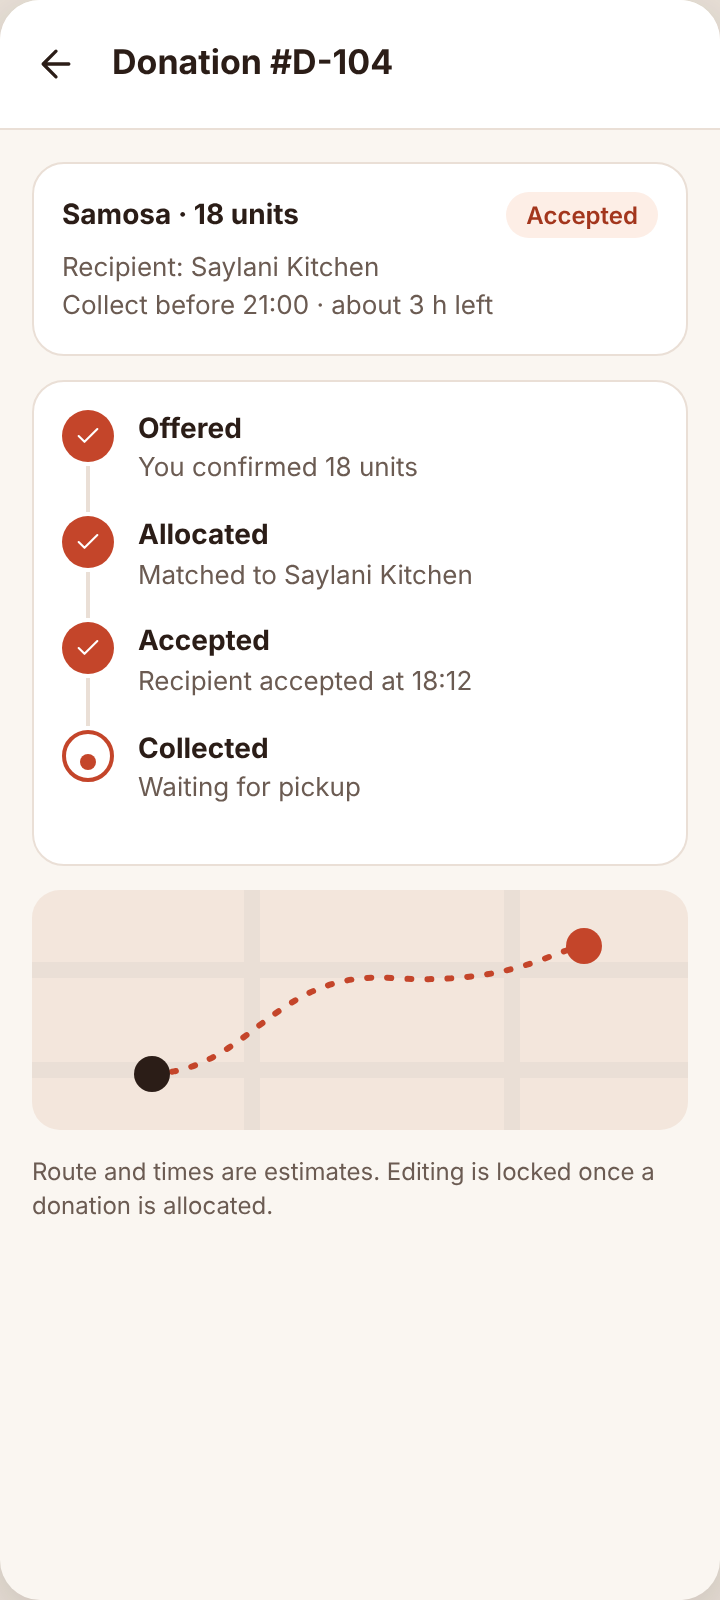 Donation #D-104
Samosa · 18 units
Accepted
Recipient: Saylani Kitchen
Collect before 21:00 · about 3 h left
Offered
You confirmed 18 units
Allocated
Matched to Saylani Kitchen
Accepted
Recipient accepted at 18:12
Collected
Waiting for pickup
Route and times are estimates. Editing is locked once a
donation is allocated.